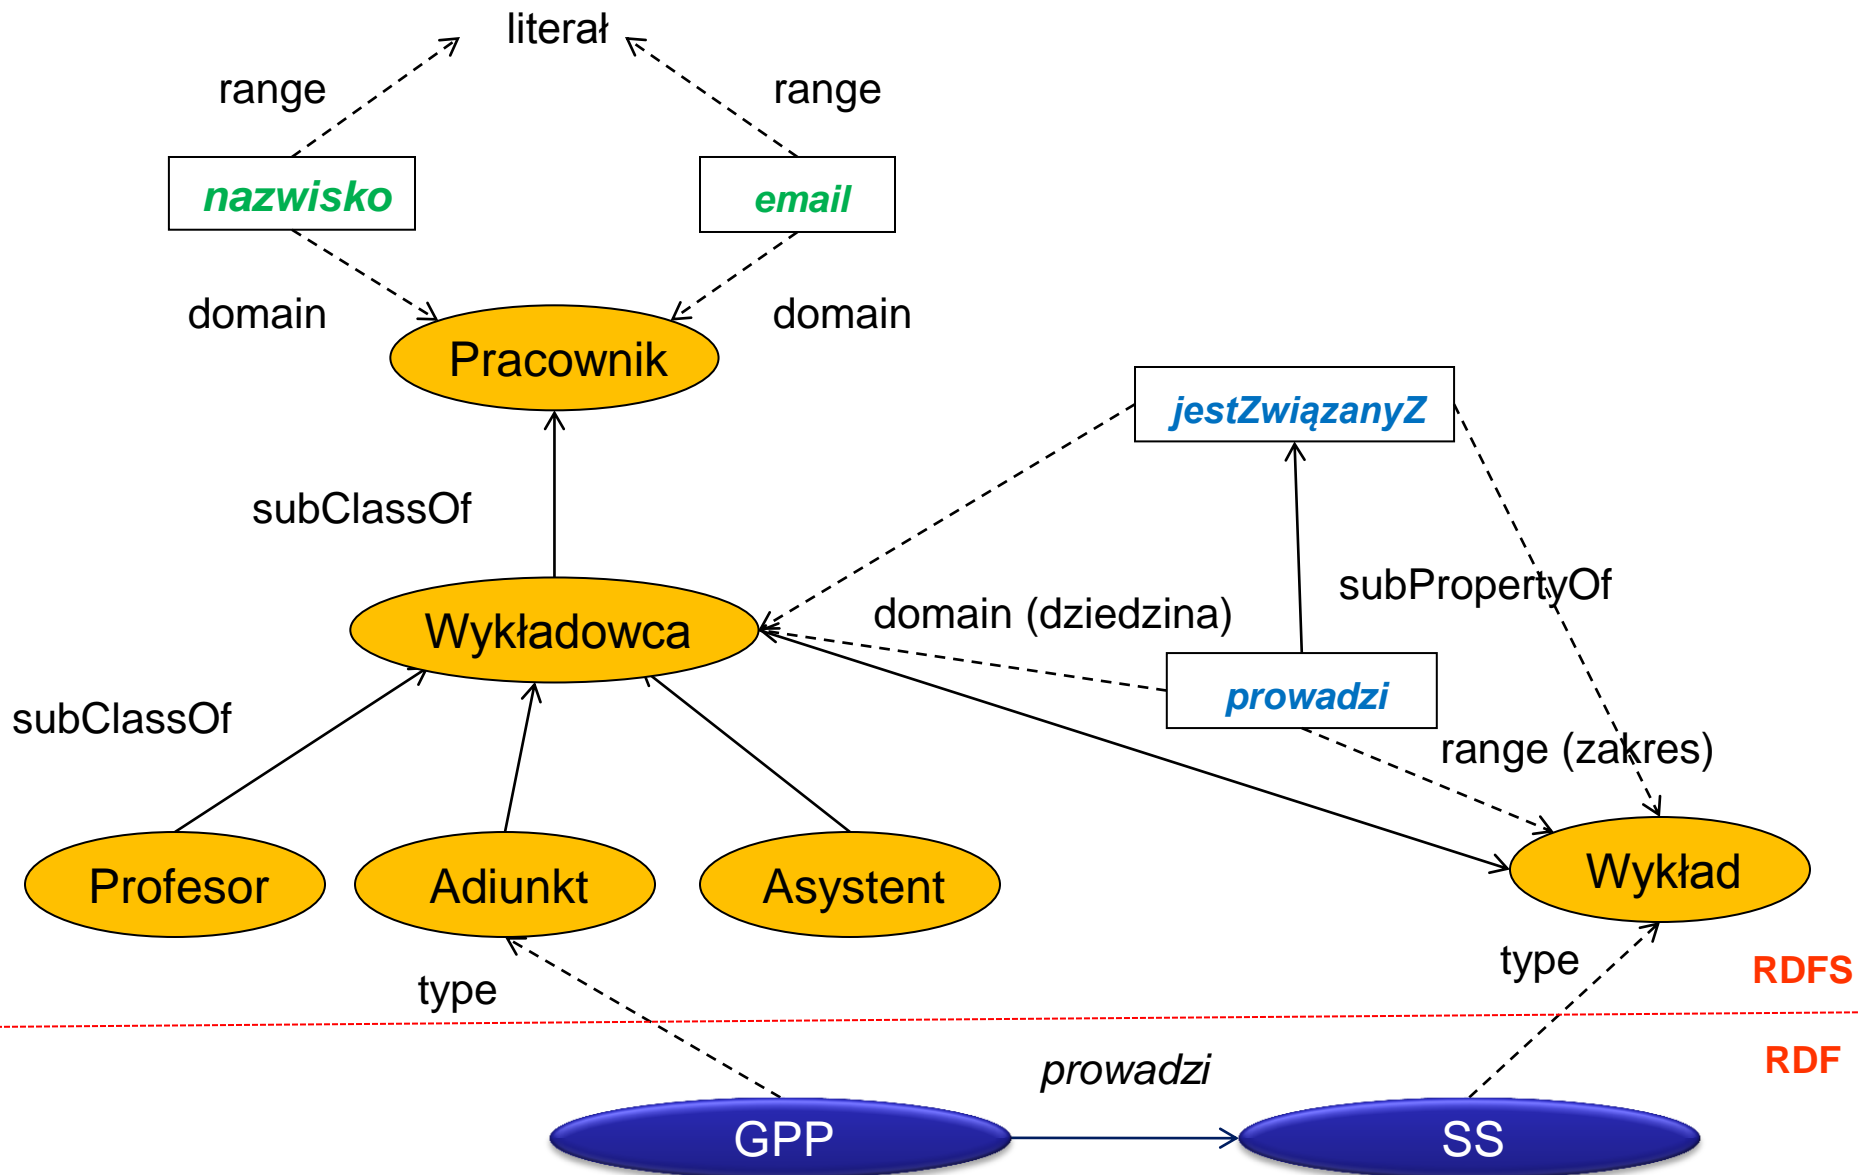 literał
range
range
nazwisko
email
domain
domain
Pracownik
jestZwiązanyZ
subClassOf
subPropertyOf
domain (dziedzina)
Wykładowca
prowadzi
subClassOf
range (zakres)
Profesor
Adiunkt
Asystent
Wykład
type
type
RDFS
RDF
prowadzi
GPP
SS